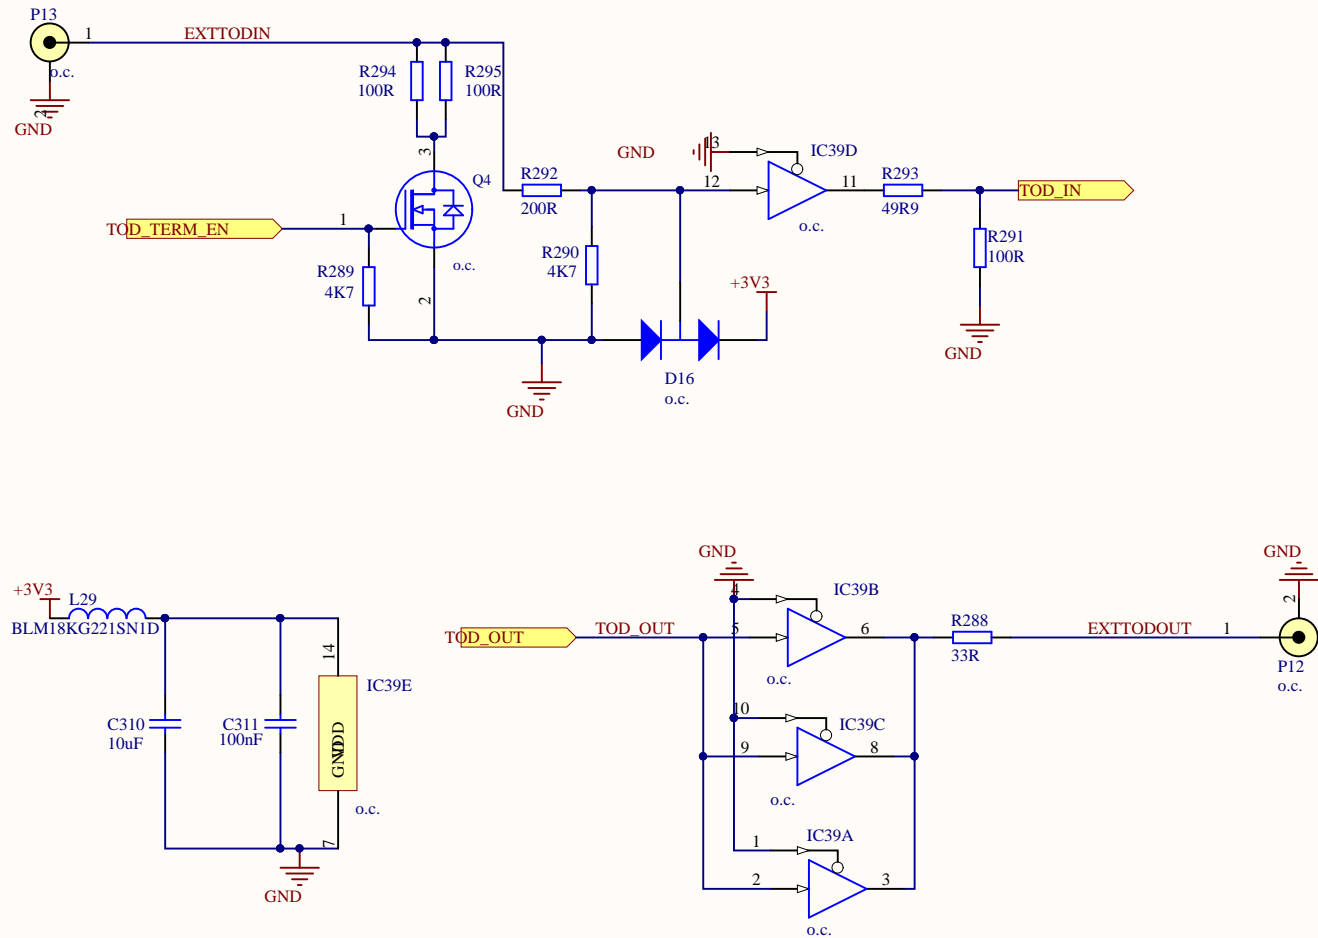 P13
1
EXTTODIN
o.c.
2
GND
R294
100R
R295
100R
3
Q4
TOD_TERM_EN
1
o.c.
R289
4K7
2
R292
200R
GND
13
IC39D
12
11
o.c.
R293
49R9
TOD_IN
R291
100R
GND
R290
4K7
+3V3
D16
o.c.
GND
+3V3
L29
BLM18KG221SN1D
14
IC39E
C310
10uF
C311
100nF
GND
VDD
o.c.
7
GND
GND
4
IC39B
TOD_OUT
TOD_OUT
5
6
o.c.
R288
33R
EXTTODOUT
1
GND
2
P12
o.c.
10
IC39C
9
8
o.c.
IC39A
1
2
3
o.c.